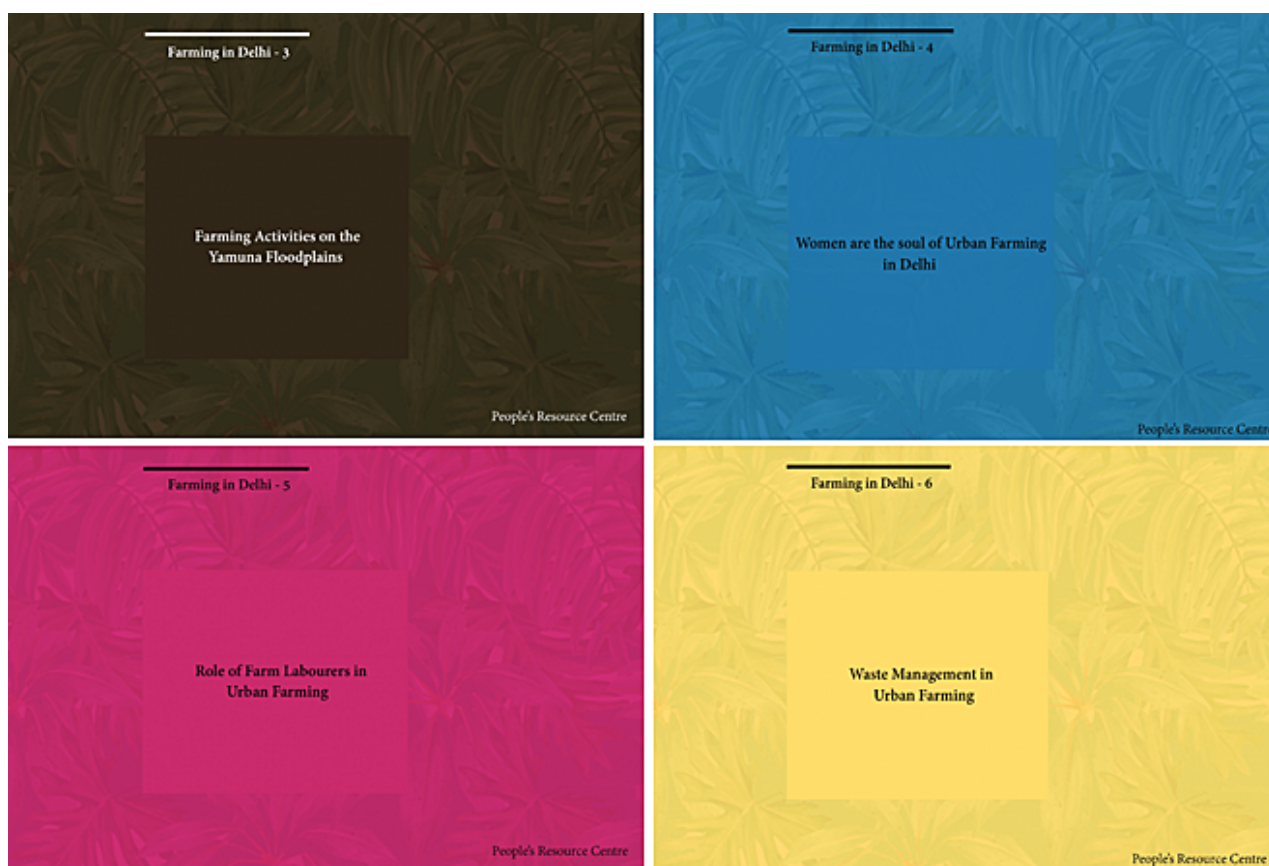 Farming in Delhi - 3
Farming Activities on the
Yamuna Floodplains
People's Resource Centre
Farming in Delhi - 4
Women are the soul of Urban Farming
in Delhi
People's Resource Centre
Farming in Delhi - 5
Role of Farm Labourers in
Urban Farming
People's Resource Centre
Farming in Delhi - 6
Waste Management in
Urban Farming
People's Resource Centre